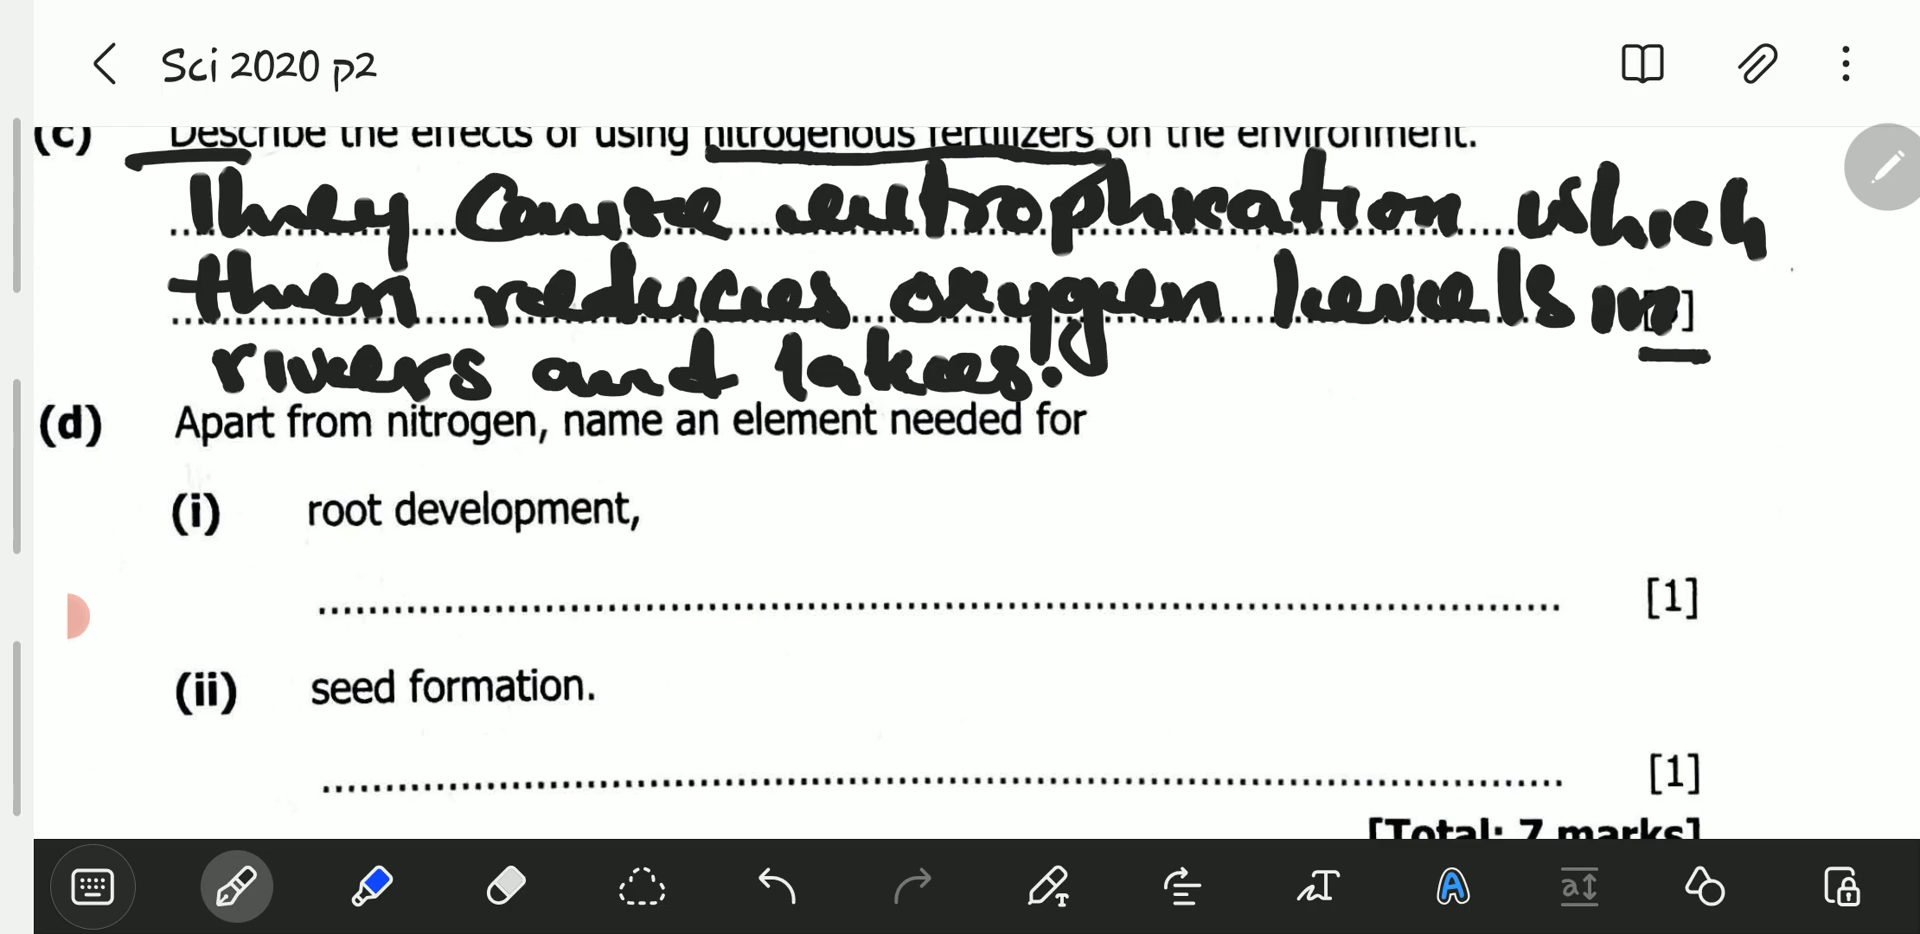 Sci 2020 p2
(c) Describe the effects of using nitrogenous fertilizers on the environment.
They cause eutrophication which
then reduces oxygen levels in
rivers and lakes.
(d) Apart from nitrogen, name an element needed for
(i) root development,
[1]
(ii) seed formation.
[1]
[Total: 7 marks]